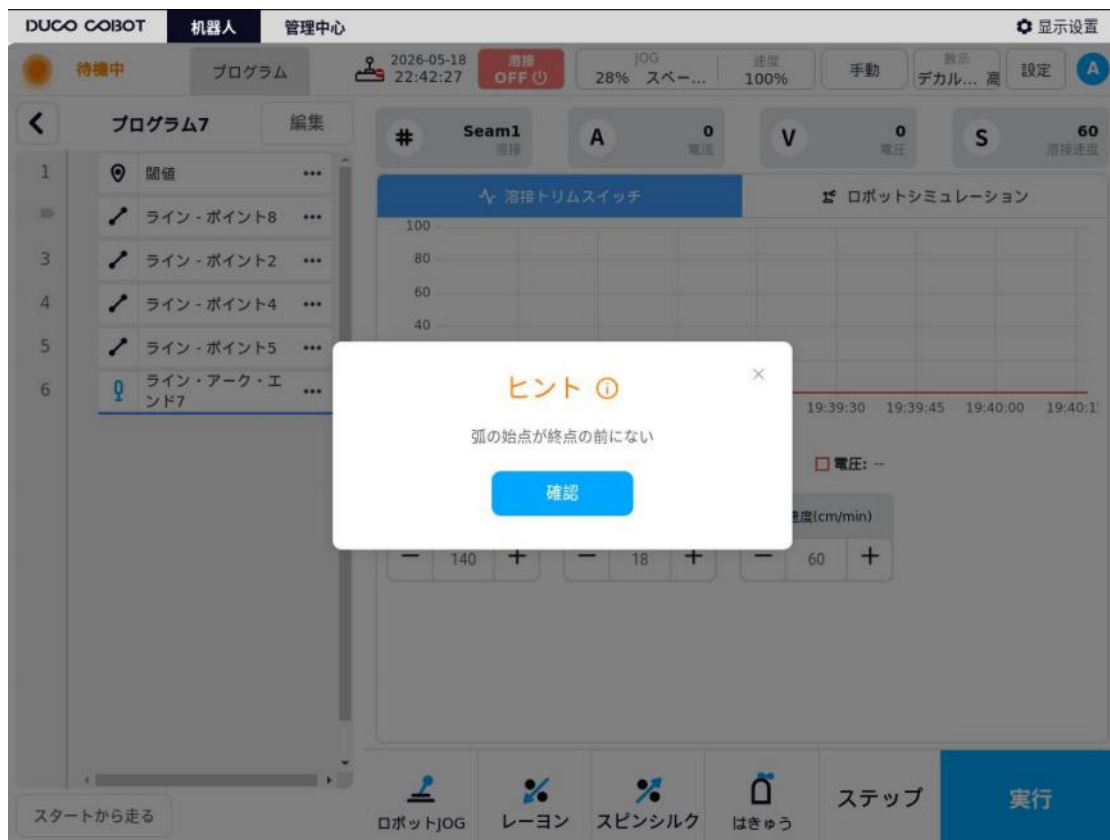 DUCO COBOT 机器人 管理中心 显示设置
待機中 プログラム 2026-05-18 22:42:27 溶接 OFF JOG 28% スペー... 速度 100% 手動 教示 デカル... 高 設定 A
プログラム7 編集
# Seam1 溶接 A 0 電流 V 0 電圧 S 60 溶接速度
1 閾値 ...
ライン - ポイント8 ...
3 ライン - ポイント2 ...
4 ライン - ポイント4 ...
5 ライン - ポイント5 ...
6 ライン・アーク・エ
ンド7 ...
溶接トリムスイッチ ロボットシミュレーション
100
80
60
40
19:39:30 19:39:45 19:40:00 19:40:1
ヒント
弧の始点が終点の前にない
確認
電圧: --
度(cm/min)
− 140 + − 18 + − 60 +
スタートから走る
ロボットJOG レーヨン スピンシルク はきゅう ステップ 実行